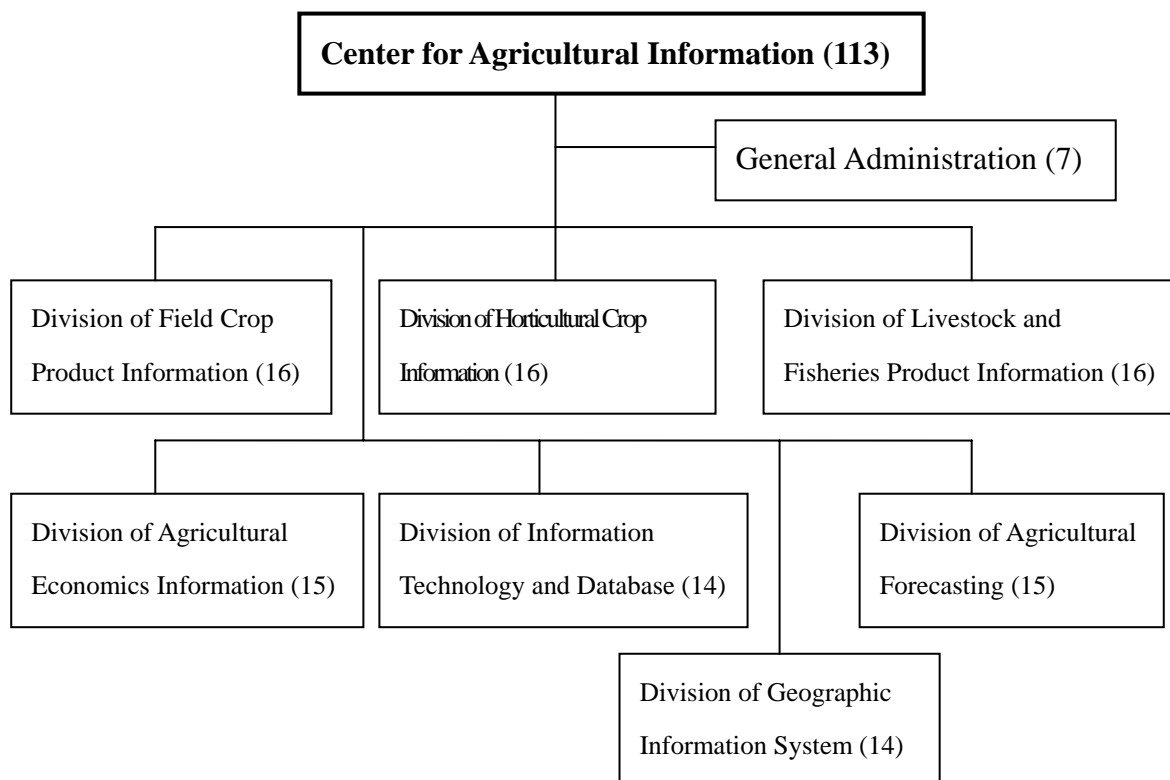 Center for Agricultural Information (113)
General Administration (7)
Division of Field Crop
Product Information (16)
Division of Horticultural Crop
Information (16)
Division of Livestock and
Fisheries Product Information (16)
Division of Agricultural
Economics Information (15)
Division of Information
Technology and Database (14)
Division of Agricultural
Forecasting (15)
Division of Geographic
Information System (14)